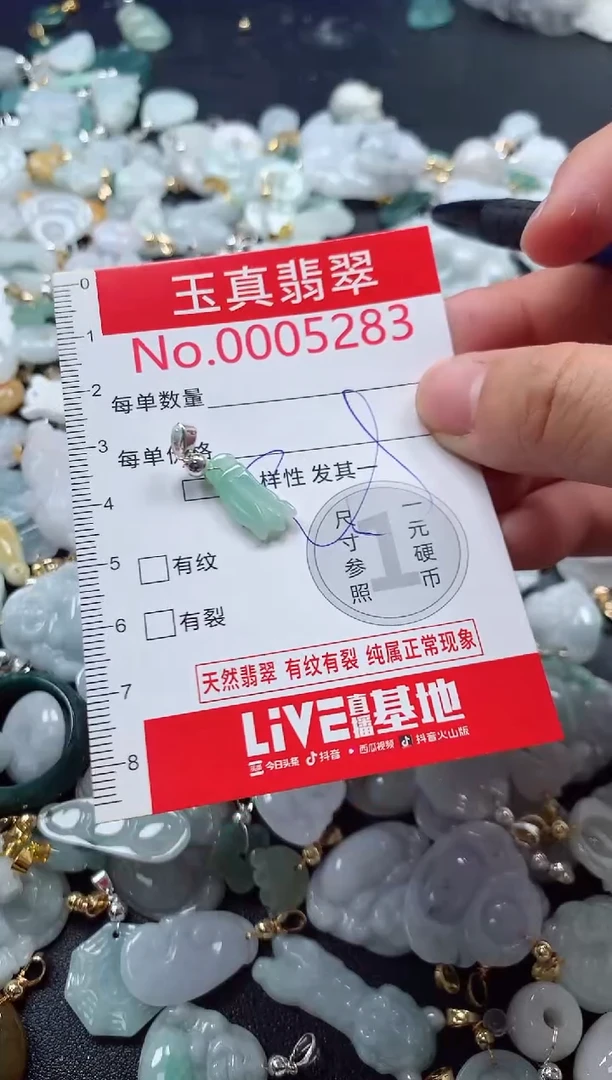 玉真翡翠
No.0005283
0
1
2
3
4
5
6
7
8
每单数量
每单价格
样性 发其一
有纹
有裂
尺寸参照
1
一元硬币
天然翡翠 有纹有裂 纯属正常现象
LiVE直播基地
今日头条 抖音 西瓜视频 抖音火山版